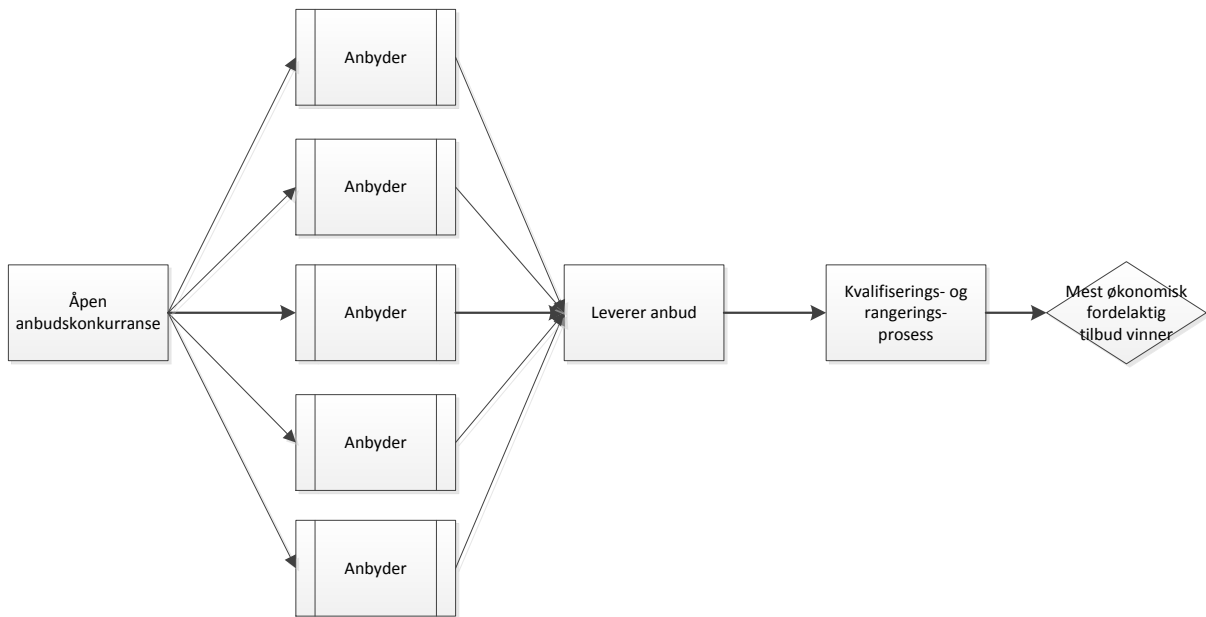 Anbyder
Anbyder
Åpen
anbudskonkurranse
Anbyder
Leverer anbud
Kvalifiserings- og
rangerings-
prosess
Mest økonomisk
fordelaktig
tilbud vinner
Anbyder
Anbyder